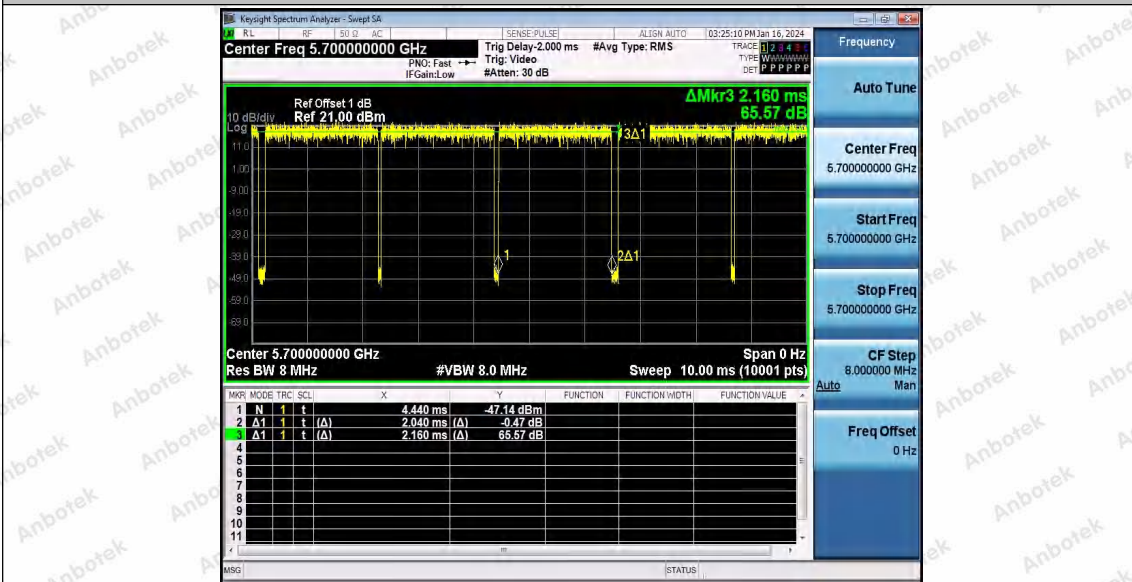 Keysight Spectrum Analyzer - Swept SA
RL RF 50 Ω AC SENSE:PULSE ALIGN AUTO 03:25:10 PM Jan 16, 2024
Center Freq 5.700000000 GHz
PNO: Fast
IFGain:Low
Trig Delay-2.000 ms
Trig: Video
#Atten: 30 dB
#Avg Type: RMS
TRACE 1 2 3 4 5 6
TYPE WWWWWW
DET P P P P P P
ΔMkr3 2.160 ms
65.57 dB
Ref Offset 1 dB
Ref 21.00 dBm
10 dB/div
Log
11.0
1.00
-9.00
-19.0
-29.0
-39.0
-49.0
-59.0
-69.0
3Δ1
1
2Δ1
Center 5.700000000 GHz Span 0 Hz
Res BW 8 MHz #VBW 8.0 MHz Sweep 10.00 ms (10001 pts)
MKR MODE TRC SCL X Y FUNCTION FUNCTION WIDTH FUNCTION VALUE
1 N 1 t 4.440 ms -47.14 dBm
2 Δ1 1 t (Δ) 2.040 ms (Δ) -0.47 dB
3 Δ1 1 t (Δ) 2.160 ms (Δ) 65.57 dB
4
5
6
7
8
9
10
11
MSG STATUS
Frequency
Auto Tune
Center Freq
5.700000000 GHz
Start Freq
5.700000000 GHz
Stop Freq
5.700000000 GHz
CF Step
8.000000 MHz
Auto Man
Freq Offset
0 Hz
Anbotek